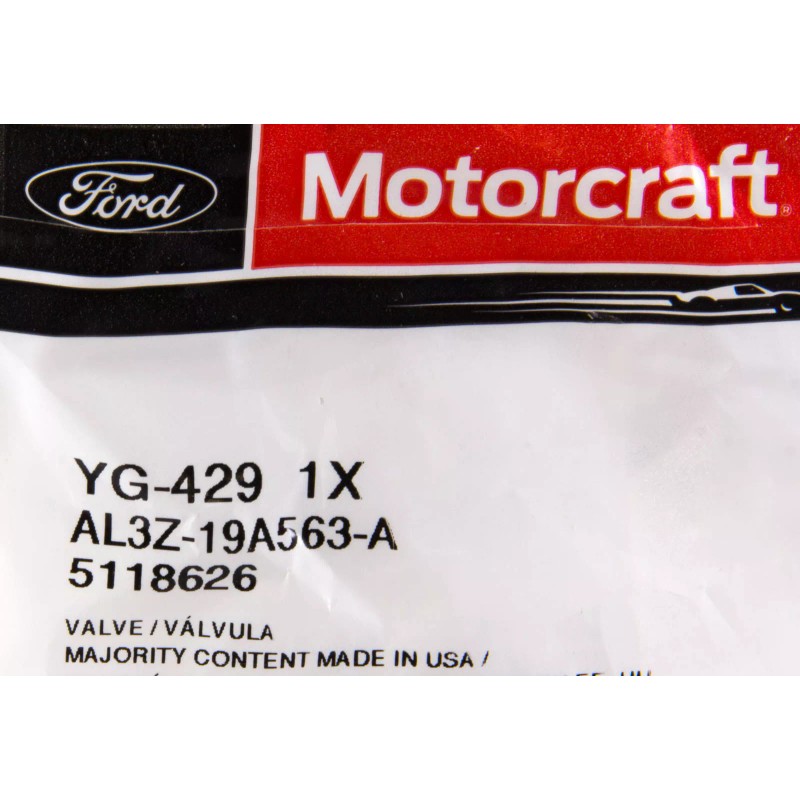 Ford
Motorcraft®
YG-429 1X
AL3Z-19A563-A
5118626
VALVE / VÁLVULA
MAJORITY CONTENT MADE IN USA /